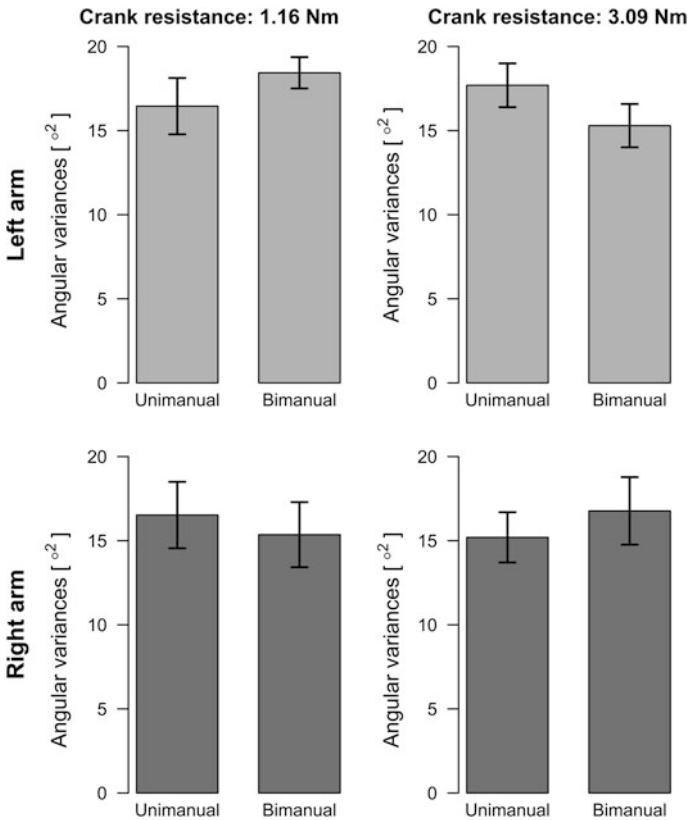 Crank resistance: 1.16 Nm
Crank resistance: 3.09 Nm
Left arm
Angular variances [ °2 ]
20
15
10
5
0
Unimanual
Bimanual
Angular variances [ °2 ]
20
15
10
5
0
Unimanual
Bimanual
Right arm
Angular variances [ °2 ]
20
15
10
5
0
Unimanual
Bimanual
Angular variances [ °2 ]
20
15
10
5
0
Unimanual
Bimanual